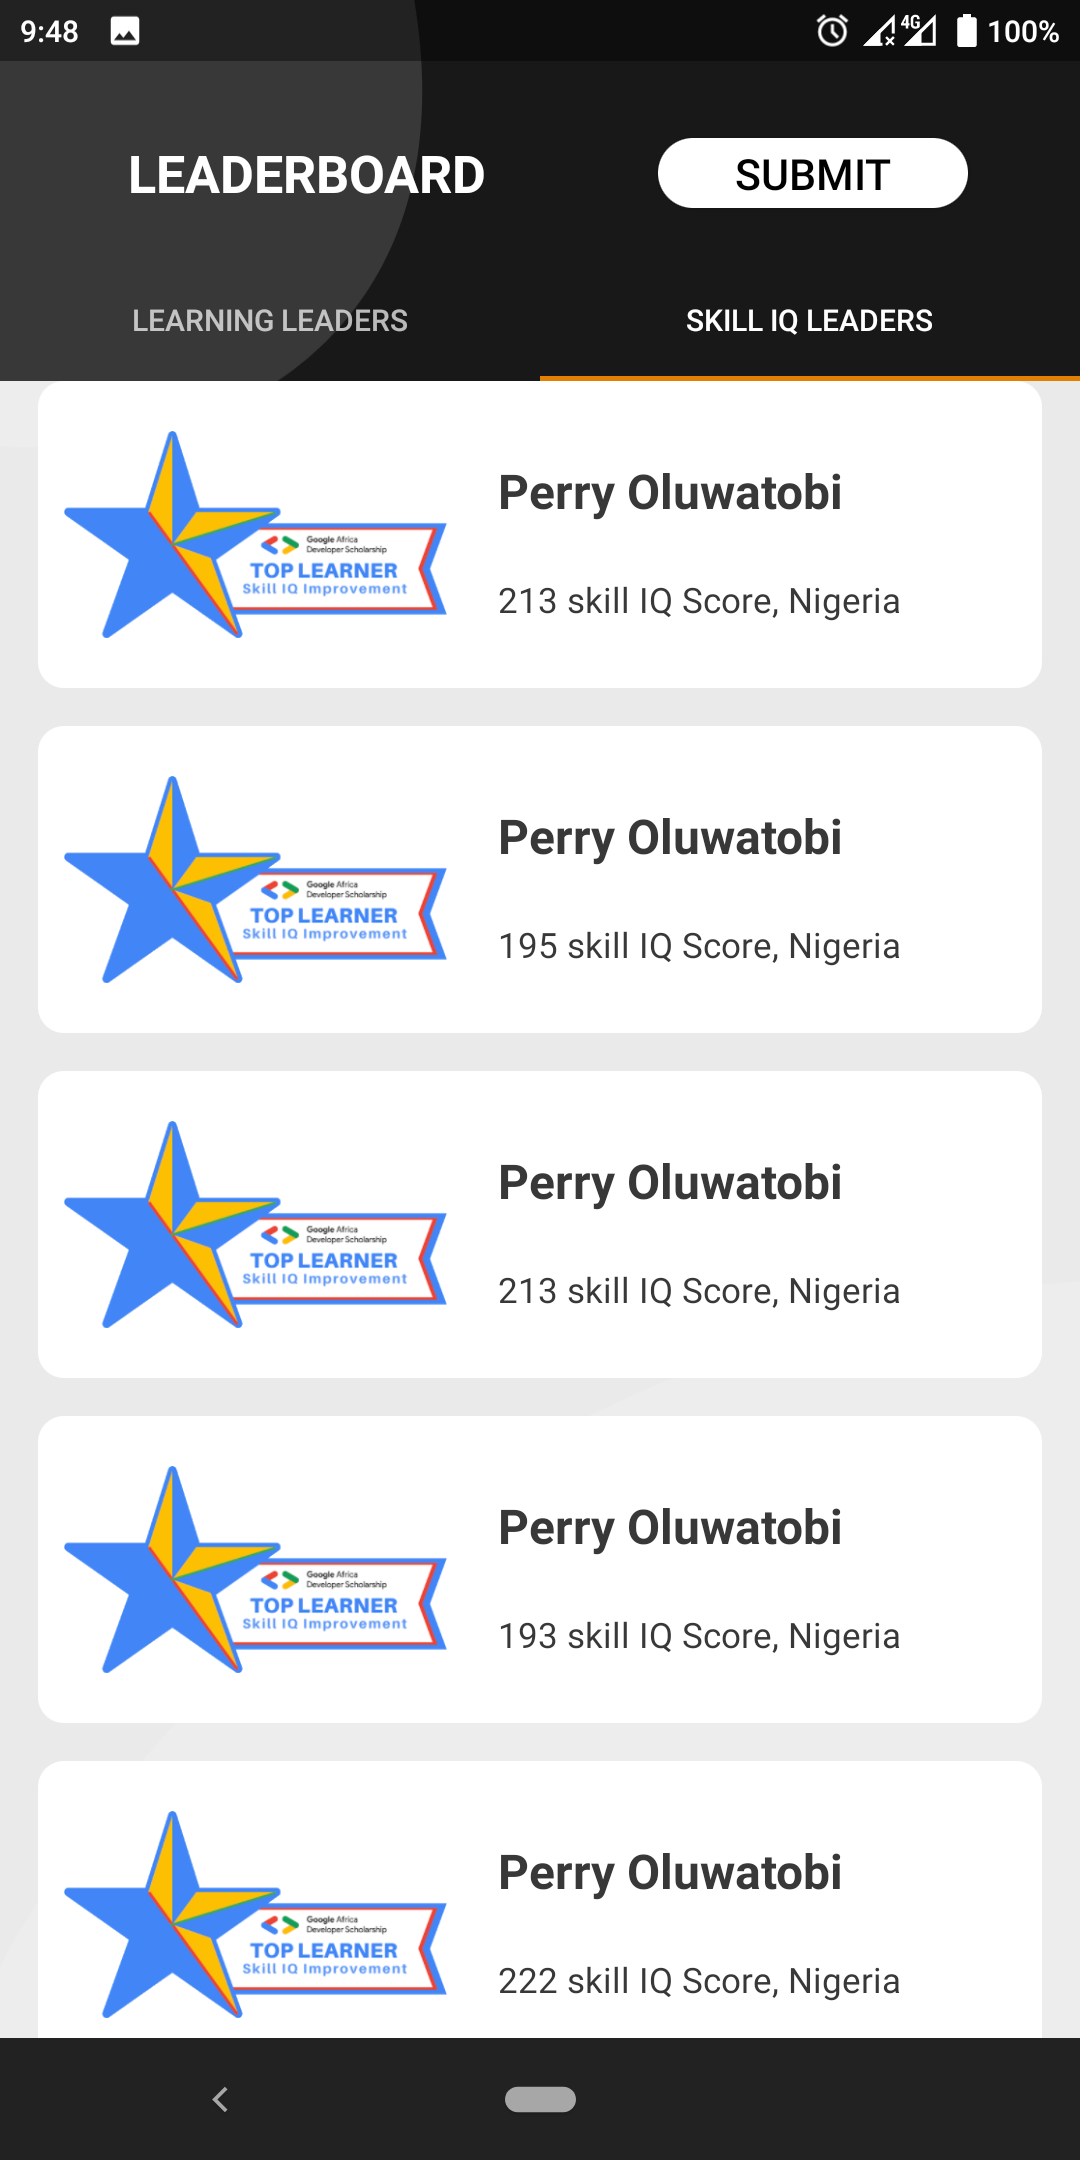 9:48
4G
100%
LEADERBOARD
SUBMIT
LEARNING LEADERS
SKILL IQ LEADERS
Google Africa
Developer Scholarship
TOP LEARNER
Skill IQ Improvement
Perry Oluwatobi
213 skill IQ Score, Nigeria
Google Africa
Developer Scholarship
TOP LEARNER
Skill IQ Improvement
Perry Oluwatobi
195 skill IQ Score, Nigeria
Google Africa
Developer Scholarship
TOP LEARNER
Skill IQ Improvement
Perry Oluwatobi
213 skill IQ Score, Nigeria
Google Africa
Developer Scholarship
TOP LEARNER
Skill IQ Improvement
Perry Oluwatobi
193 skill IQ Score, Nigeria
Google Africa
Developer Scholarship
TOP LEARNER
Skill IQ Improvement
Perry Oluwatobi
222 skill IQ Score, Nigeria